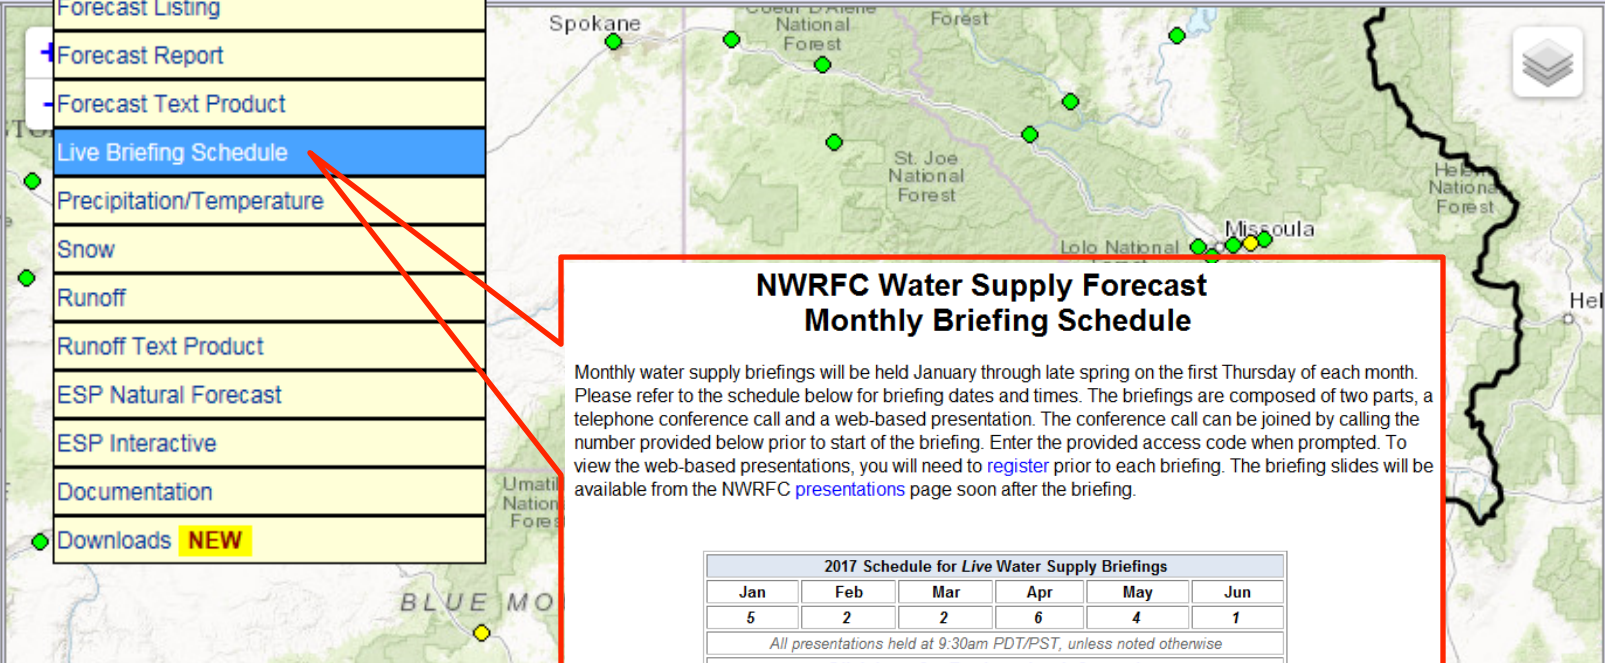 Forecast Listing
Forecast Report
Forecast Text Product
Live Briefing Schedule
Precipitation/Temperature
Snow
Runoff
Runoff Text Product
ESP Natural Forecast
ESP Interactive
Documentation
Downloads NEW
+
-
Spokane
Coeur D'Alene
National
Forest
Forest
St. Joe
National
Forest
Missoula
Lolo National
National
Forest
Hel
Umatil
Nation
Fores
BLUE MO
NWRFC Water Supply Forecast
Monthly Briefing Schedule
Monthly water supply briefings will be held January through late spring on the first Thursday of each month.
Please refer to the schedule below for briefing dates and times. The briefings are composed of two parts, a
telephone conference call and a web-based presentation. The conference call can be joined by calling the
number provided below prior to start of the briefing. Enter the provided access code when prompted. To
view the web-based presentations, you will need to register prior to each briefing. The briefing slides will be
available from the NWRFC presentations page soon after the briefing.
2017 Schedule for Live Water Supply Briefings
Jan Feb Mar Apr May Jun
5 2 2 6 4 1
All presentations held at 9:30am PDT/PST, unless noted otherwise